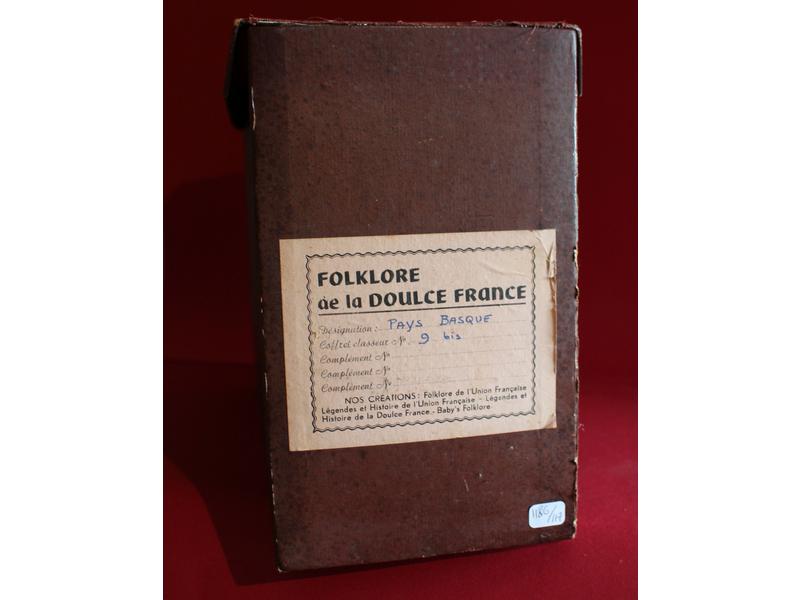 FOLKLORE
de la DOULCE FRANCE
Désignation : PAYS BASQUE
Coffret classeur N° 9 bis
Complément N°
Complément N°
Complément N°
NOS CRÉATIONS : Folklore de l'Union Française
Légendes et Histoire de l'Union Française - Légendes et
Histoire de la Doulce France - Baby's Folklore